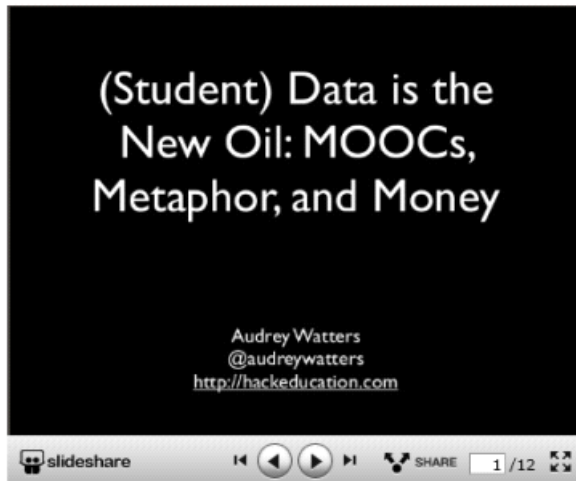 (Student) Data is the
New Oil: MOOCs,
Metaphor, and Money
Audrey Watters
@audreywatters
http://hackeducation.com
slideshare
SHARE
1 /12